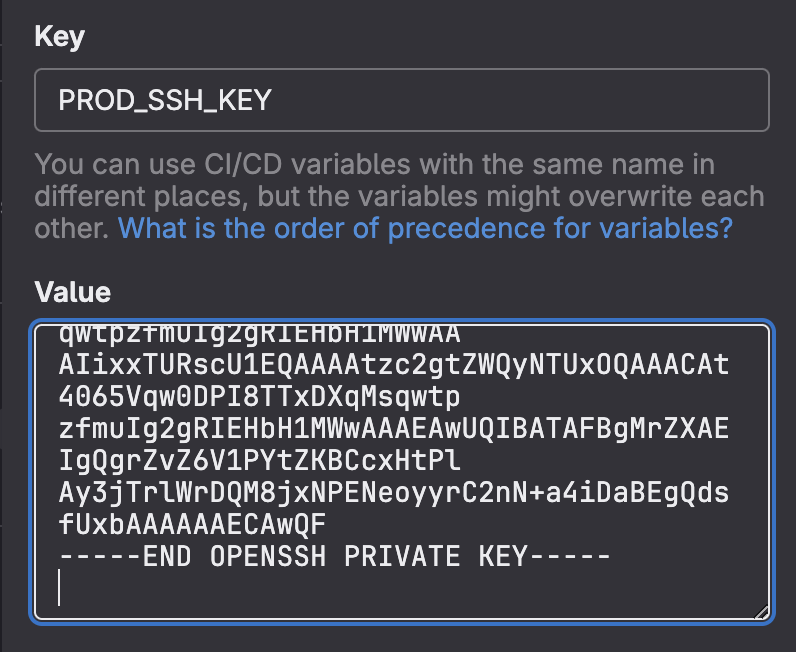 Key
PROD_SSH_KEY
You can use CI/CD variables with the same name in
different places, but the variables might overwrite each
other. What is the order of precedence for variables?
Value
qwtpzfmuIg2gRIEHbH1MWwAA
AIixxTURscU1EQAAAAtzc2gtZWQyNTUxOQAAACAt
4065Vqw0DPI8TTxDXqMsqwtp
zfmuIg2gRIEHbH1MWwAAAEAwUQIBATAFBgMrZXAE
IgQgrZvZ6V1PYtZKBCcxHtPl
Ay3jTrlWrDQM8jxNPENeoyyrC2nN+a4iDaBEgQds
fUxbAAAAAAECAwQF
-----END OPENSSH PRIVATE KEY-----